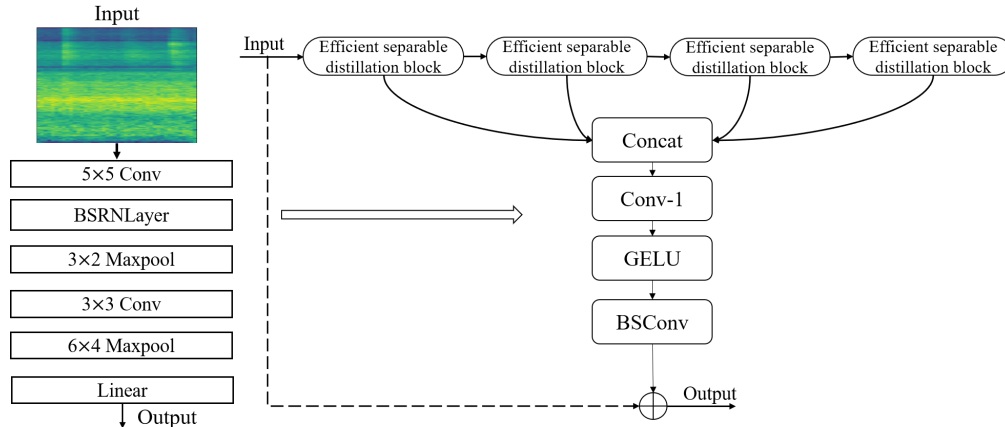 Input
5×5 Conv
BSRNLayer
3×2 Maxpool
3×3 Conv
6×4 Maxpool
Linear
Output
Input
Efficient separable
distillation block
Efficient separable
distillation block
Efficient separable
distillation block
Efficient separable
distillation block
Concat
Conv-1
GELU
BSConv
Output